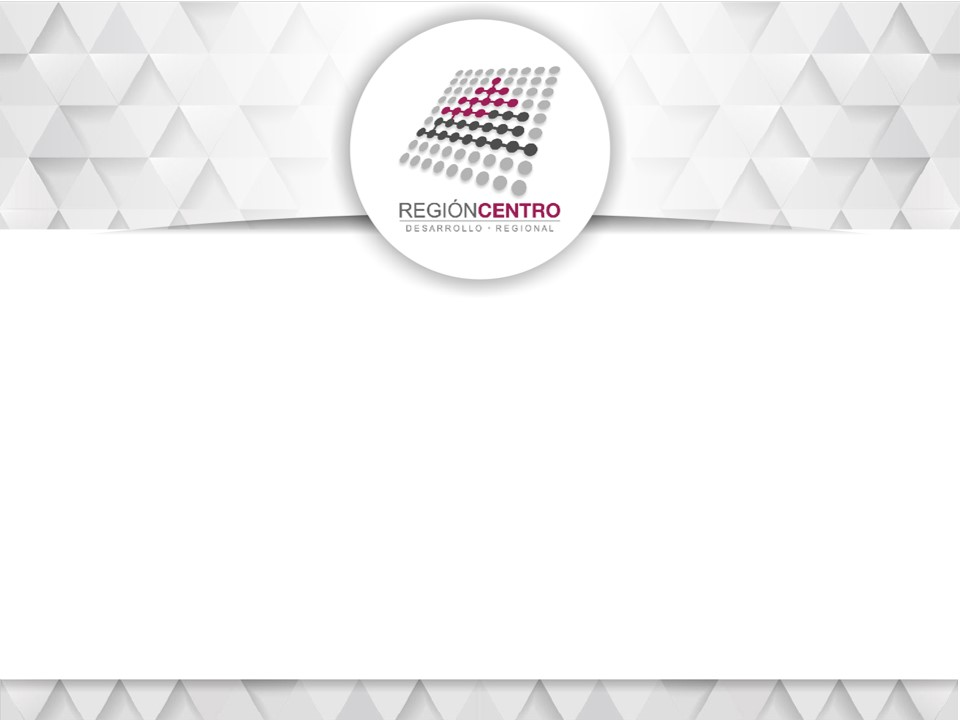 REGIÓNCENTRO
DESARROLLO • REGIONAL